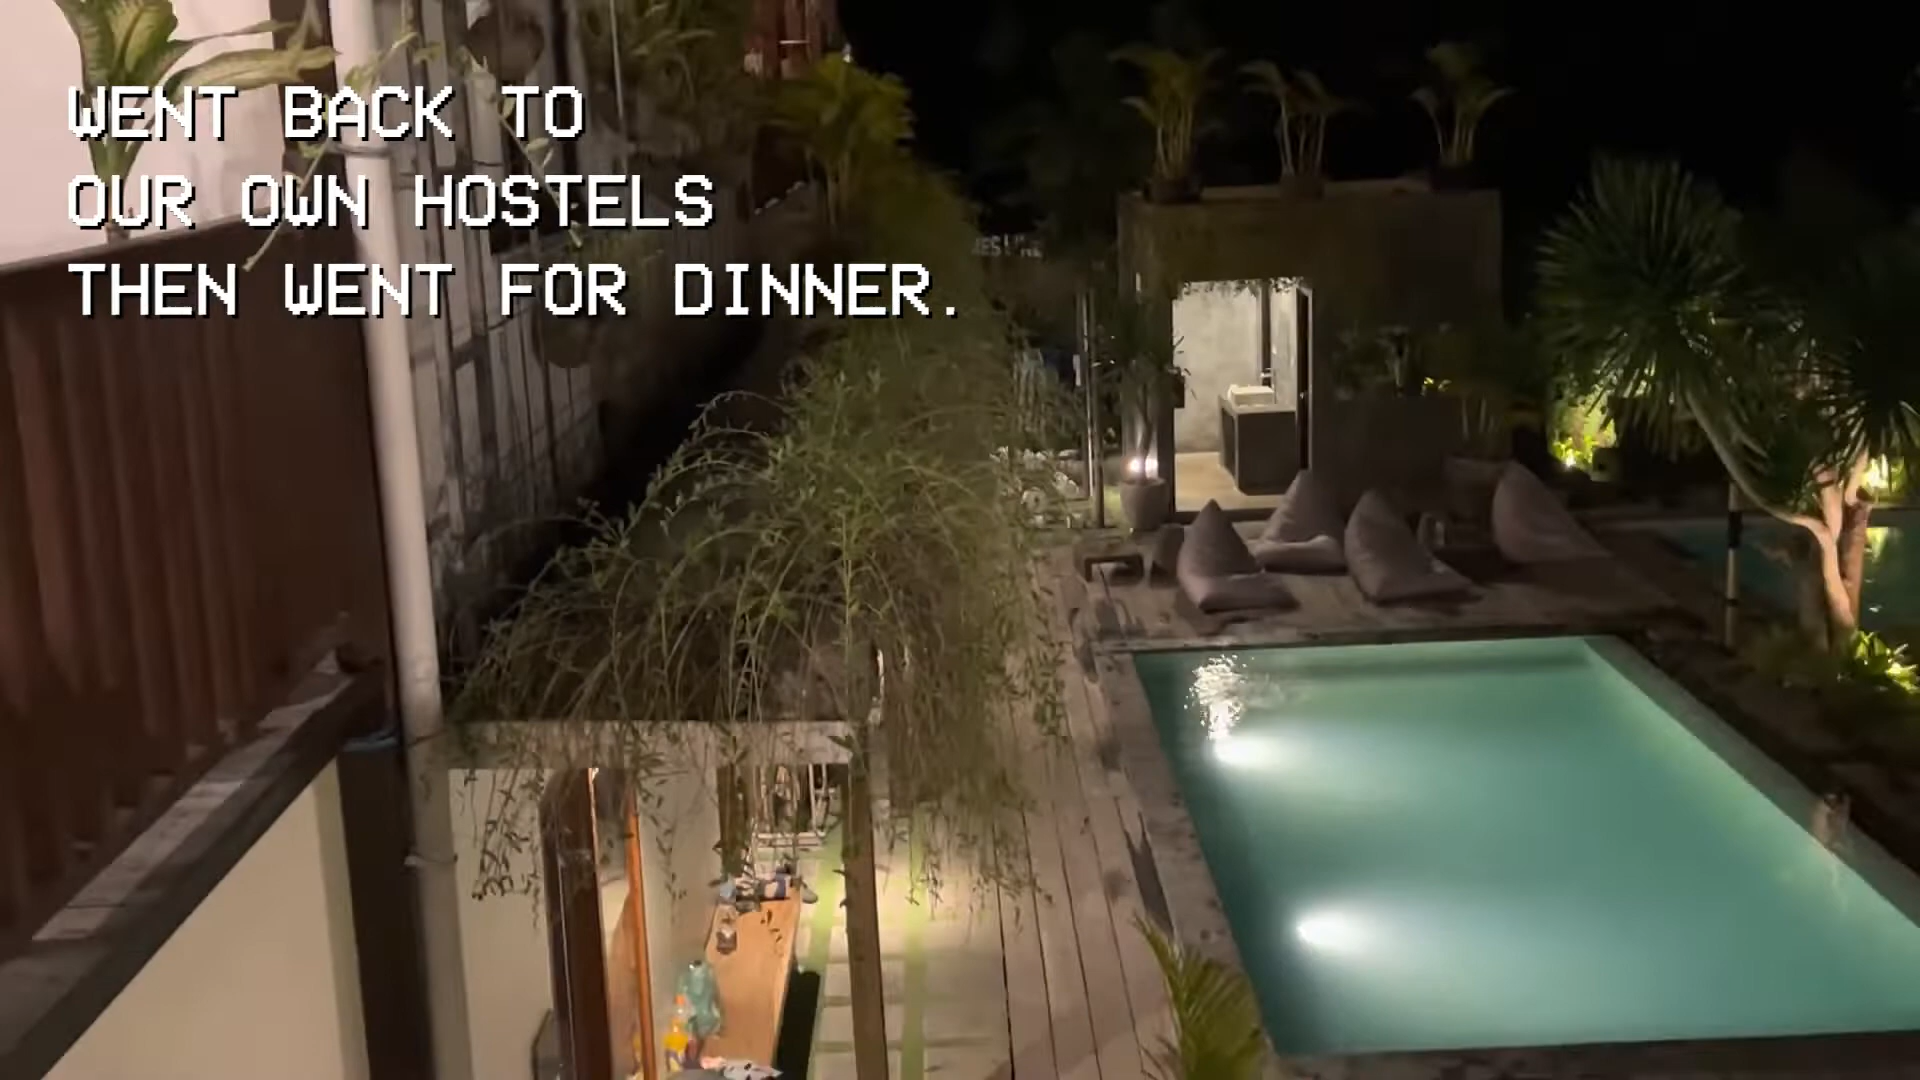 WENT BACK TO
OUR OWN HOSTELS
THEN WENT FOR DINNER.